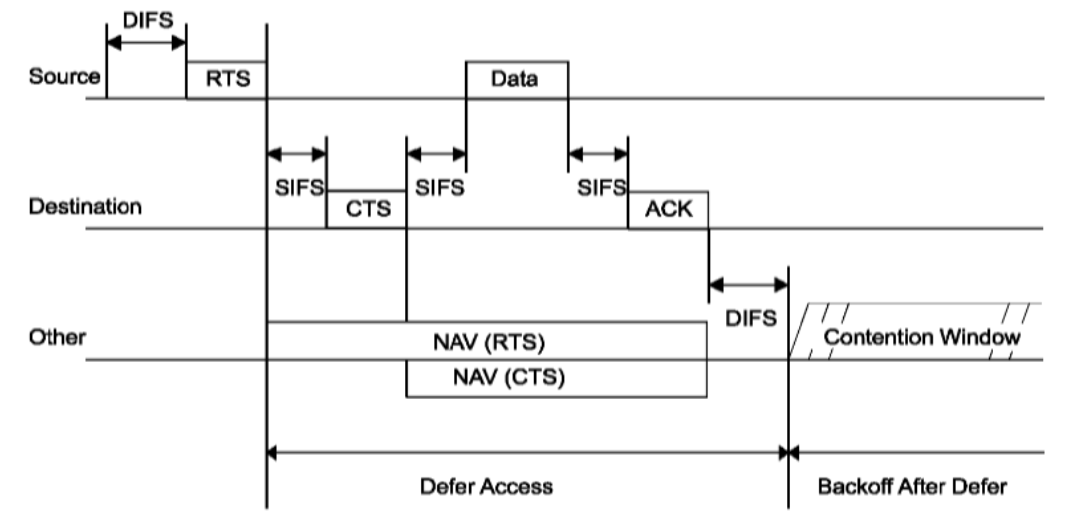 DIFS
Source
RTS
Data
SIFS
SIFS
SIFS
Destination
CTS
ACK
DIFS
Other
NAV (RTS)
Contention Window
NAV (CTS)
Defer Access
Backoff After Defer